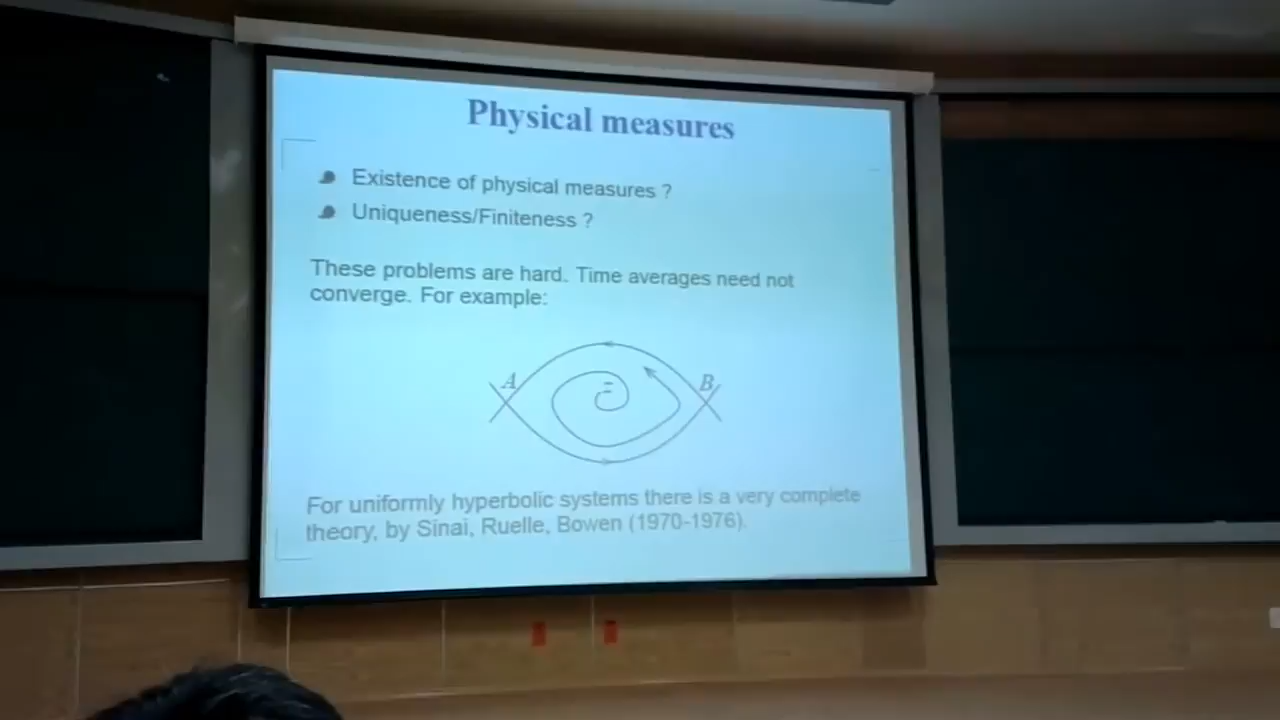 Physical measures
Existence of physical measures ?
Uniqueness/Finiteness ?
These problems are hard. Time averages need not
converge. For example:
A
B
For uniformly hyperbolic systems there is a very complete
theory, by Sinai, Ruelle, Bowen (1970-1976).